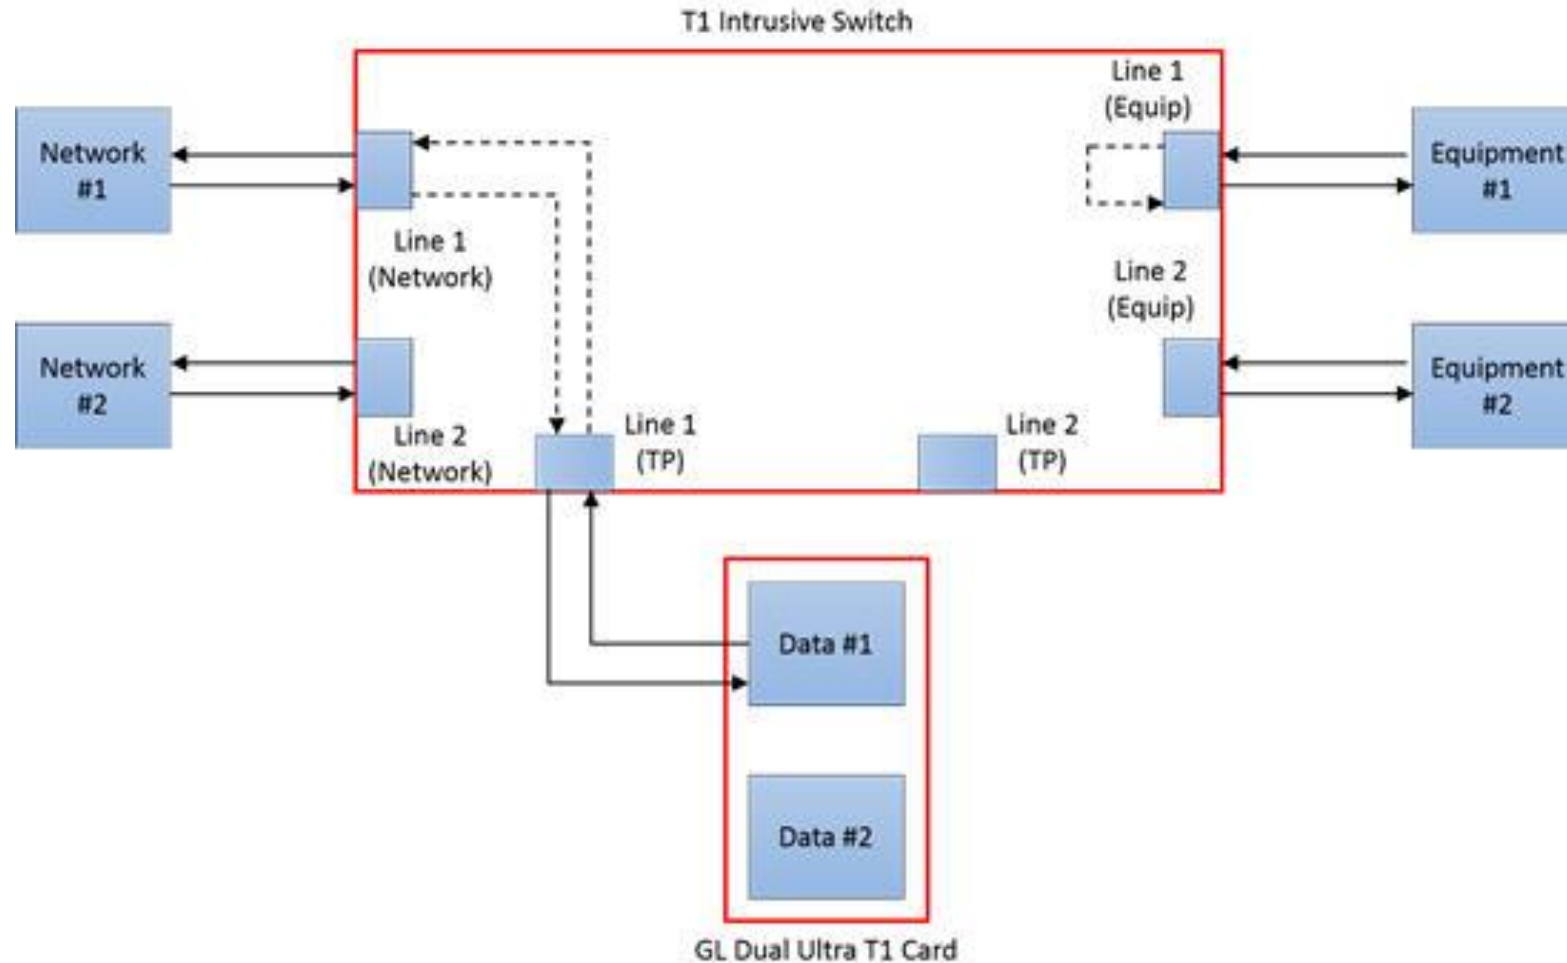 T1 Intrusive Switch
Line 1
(Equip)
Network
#1
Equipment
#1
Line 1
(Network)
Line 2
(Equip)
Network
#2
Equipment
#2
Line 2
(Network)
Line 1
(TP)
Line 2
(TP)
Data #1
Data #2
GL Dual Ultra T1 Card